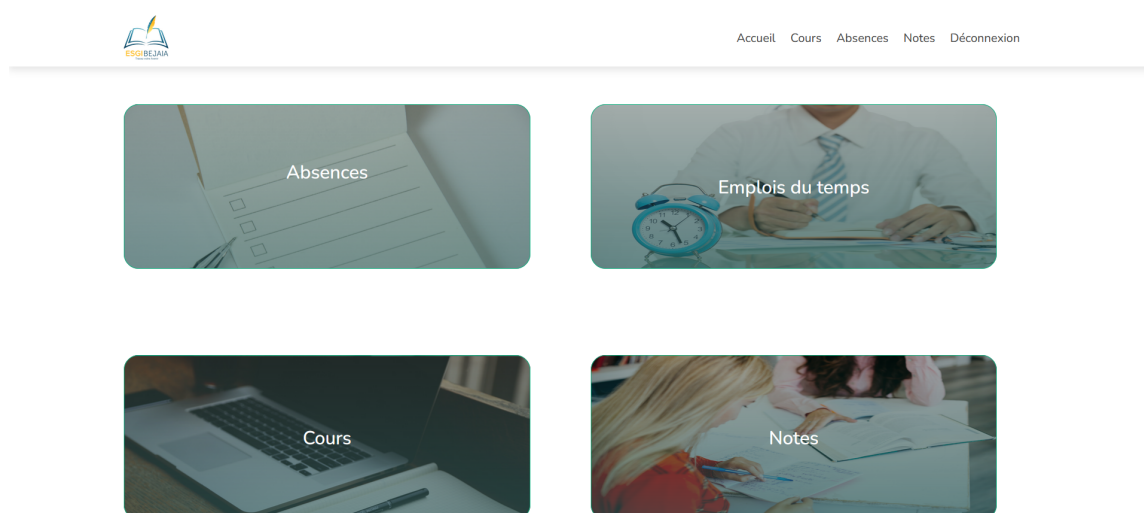 ESGIBEJAIA
Accueil Cours Absences Notes Déconnexion
Absences
Emplois du temps
Cours
Notes